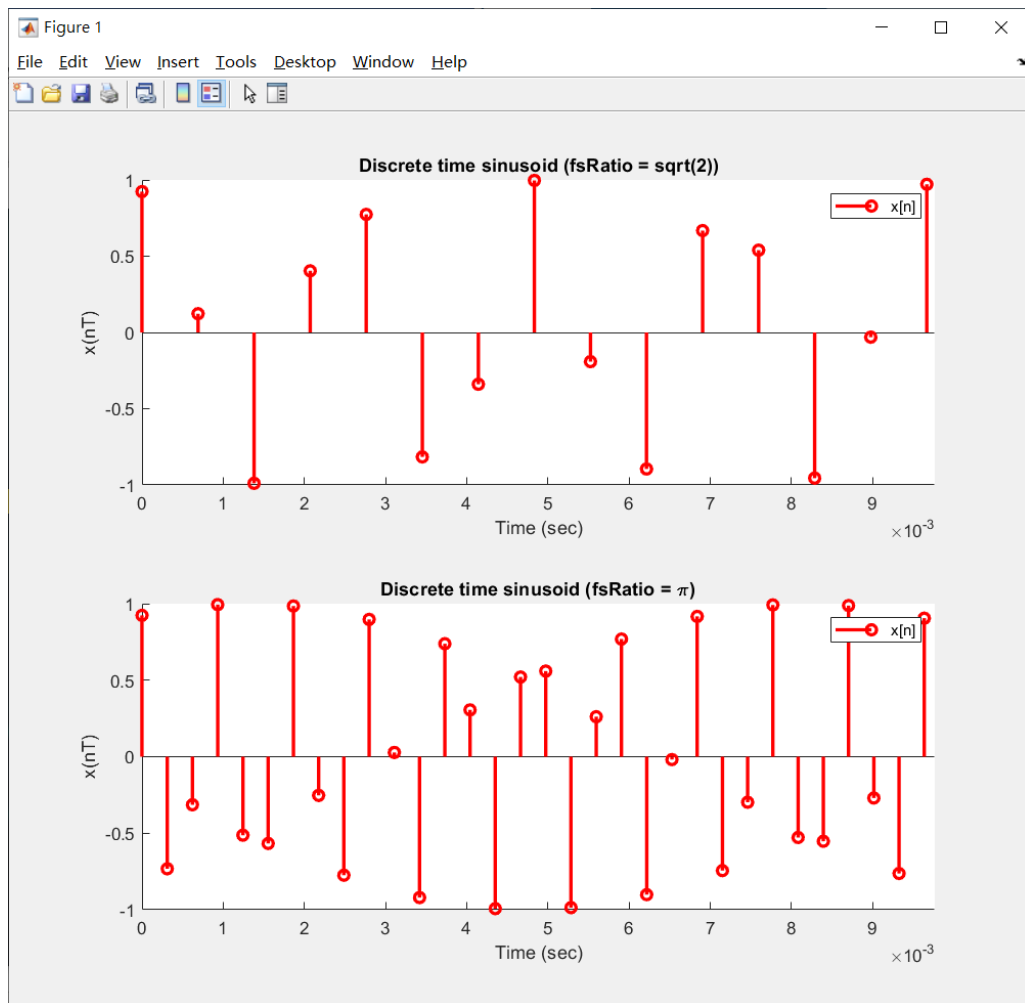 Figure 1
File Edit View Insert Tools Desktop Window Help
Discrete time sinusoid (fsRatio = sqrt(2))
x[n]
1
0.5
0
-0.5
-1
x(nT)
0 1 2 3 4 5 6 7 8 9
Time (sec)
×10⁻³
Discrete time sinusoid (fsRatio = π)
x[n]
1
0.5
0
-0.5
-1
x(nT)
0 1 2 3 4 5 6 7 8 9
Time (sec)
×10⁻³